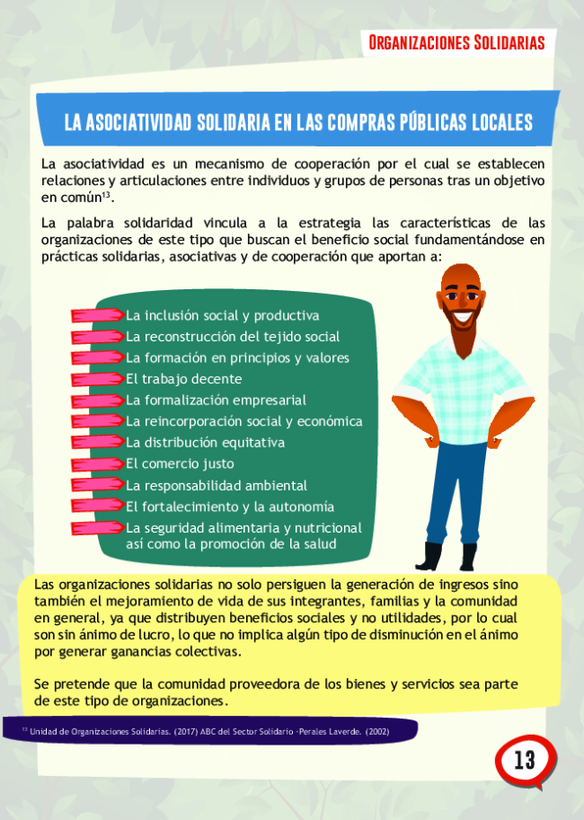 Organizaciones Solidarias
LA ASOCIATIVIDAD SOLIDARIA EN LAS COMPRAS PÚBLICAS LOCALES
La asociatividad es un mecanismo de cooperación por el cual se establecen
relaciones y articulaciones entre individuos y grupos de personas tras un objetivo
en común¹³.
La palabra solidaridad vincula a la estrategia las características de las
organizaciones de este tipo que buscan el beneficio social fundamentándose en
prácticas solidarias, asociativas y de cooperación que aportan a:
La inclusión social y productiva
La reconstrucción del tejido social
La formación en principios y valores
El trabajo decente
La formalización empresarial
La reincorporación social y económica
La distribución equitativa
El comercio justo
La responsabilidad ambiental
El fortalecimiento y la autonomía
La seguridad alimentaria y nutricional
así como la promoción de la salud
Las organizaciones solidarias no solo persiguen la generación de ingresos sino
también el mejoramiento de vida de sus integrantes, familias y la comunidad
en general, ya que distribuyen beneficios sociales y no utilidades, por lo cual
son sin ánimo de lucro, lo que no implica algún tipo de disminución en el ánimo
por generar ganancias colectivas.
Se pretende que la comunidad proveedora de los bienes y servicios sea parte
de este tipo de organizaciones.
¹³ Unidad de Organizaciones Solidarias. (2017) ABC del Sector Solidario -Perales Laverde. (2002)
13